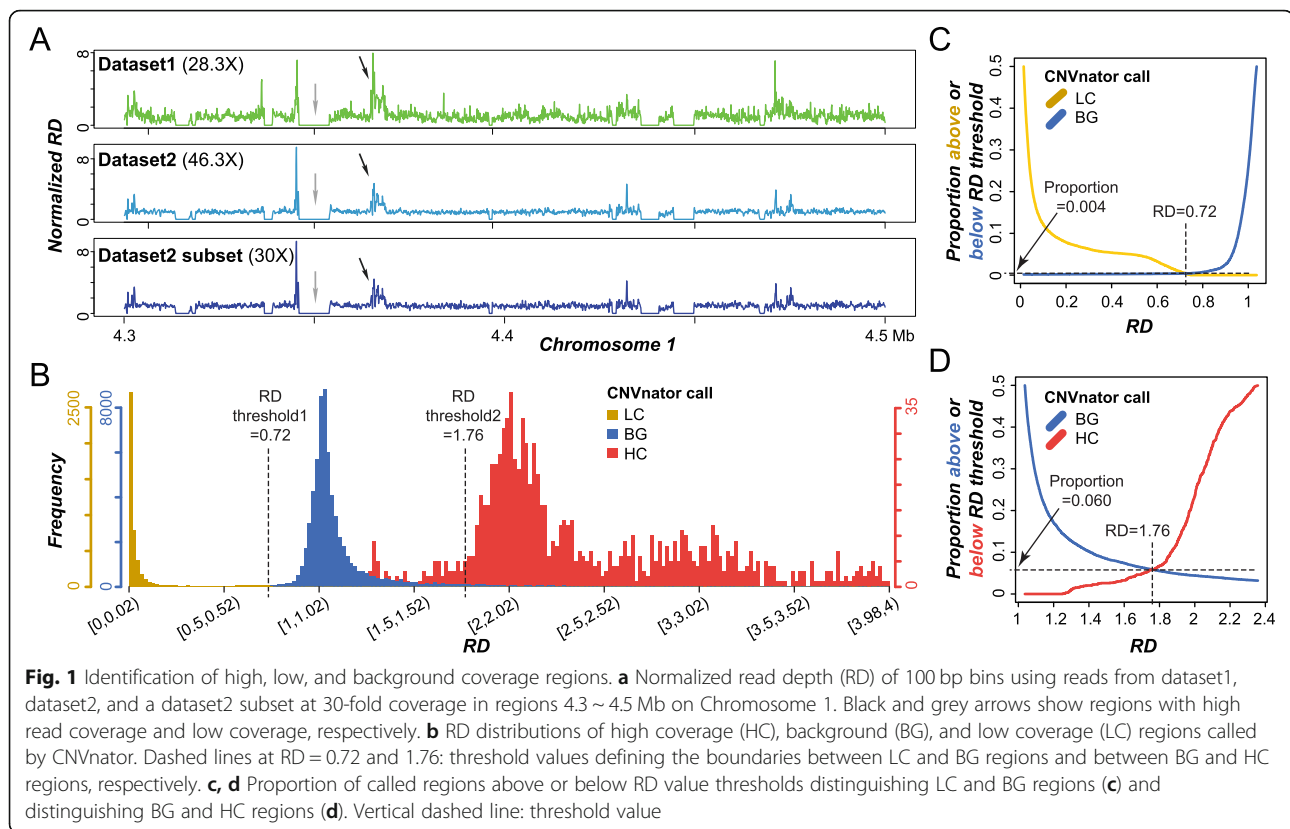 A
Normalized RD
8
0
Dataset1 (28.3X)
8
0
Dataset2 (46.3X)
8
0
Dataset2 subset (30X)
4.3
4.4
4.5 Mb
Chromosome 1
B
Frequency
2500
0
8000
0
RD
threshold1
=0.72
RD
threshold2
=1.76
CNVnator call
LC
BG
HC
35
0
[0,0.02)
[0.5,0.52)
[1,1.02)
[1.5,1.52)
[2,2.02)
[2.5,2.52)
[3,3.02)
[3.5,3.52)
[3.98,4)
RD
C
Proportion above or
below RD threshold
0.5
0.4
0.3
0.2
0.1
0
CNVnator call
LC
BG
Proportion
=0.004
RD=0.72
0
0.2
0.4
0.6
0.8
1
RD
D
Proportion above or
below RD threshold
0.5
0.4
0.3
0.2
0.1
0
CNVnator call
BG
HC
Proportion
=0.060
RD=1.76
1
1.2
1.4
1.6
1.8
2
2.2
2.4
RD
Fig. 1 Identification of high, low, and background coverage regions. a Normalized read depth (RD) of 100 bp bins using reads from dataset1,
dataset2, and a dataset2 subset at 30-fold coverage in regions 4.3 ~ 4.5 Mb on Chromosome 1. Black and grey arrows show regions with high
read coverage and low coverage, respectively. b RD distributions of high coverage (HC), background (BG), and low coverage (LC) regions called
by CNVnator. Dashed lines at RD = 0.72 and 1.76: threshold values defining the boundaries between LC and BG regions and between BG and HC
regions, respectively. c, d Proportion of called regions above or below RD value thresholds distinguishing LC and BG regions (c) and
distinguishing BG and HC regions (d). Vertical dashed line: threshold value